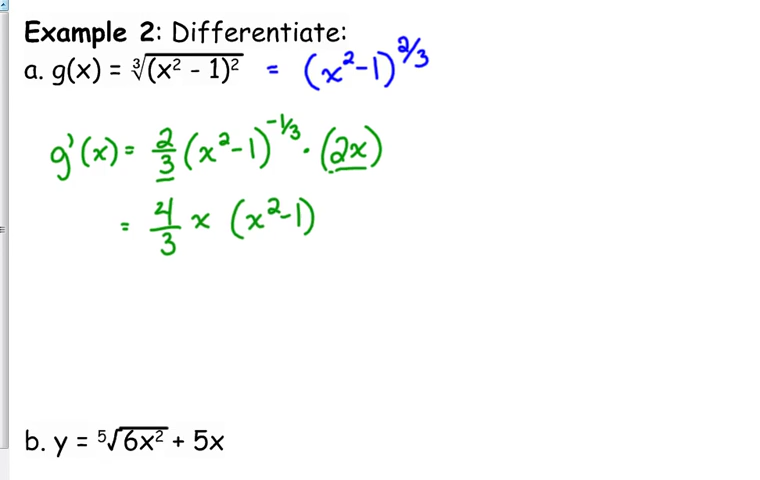 Example 2: Differentiate:
a. g(x) = ∛(x² - 1)² = (x²-1)^2/3
g'(x) = 2/3 (x²-1)^-1/3 · (2x)
= 4/3 x (x²-1)
b. y = ⁵√6x² + 5x